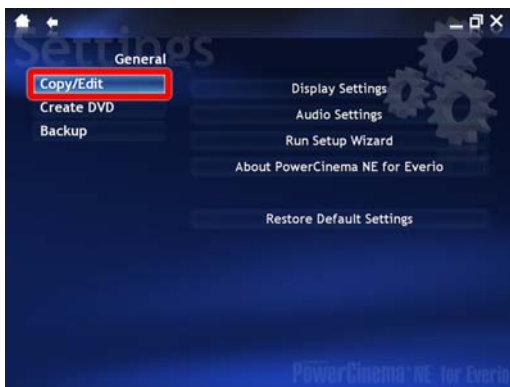 Settings
General
Copy/Edit
Create DVD
Backup
Display Settings
Audio Settings
Run Setup Wizard
About PowerCinema NE for Everio
Restore Default Settings
PowerCinema NE for Everio